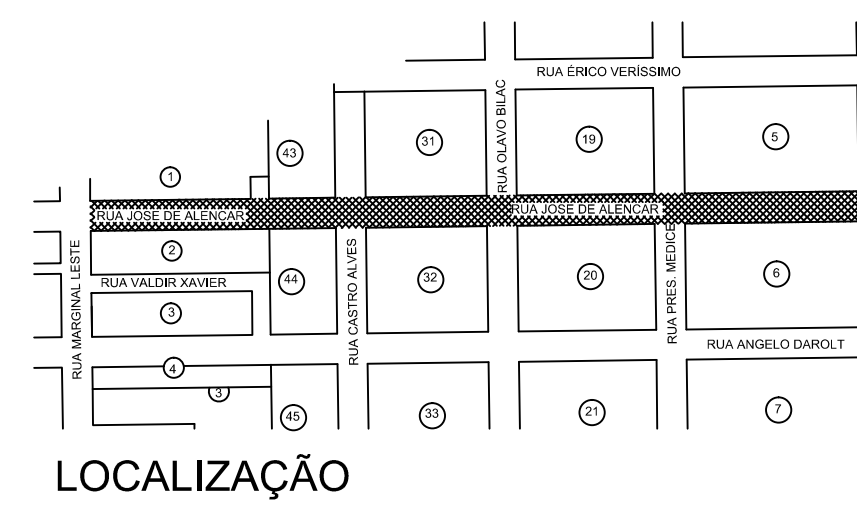 RUA ÉRICO VERÍSSIMO
RUA OLAVO BILAC
5
19
31
43
1
RUA JOSE DE ALENCAR
RUA JOSE DE ALENCAR
RUA MARGINAL LESTE
2
RUA VALDIR XAVIER
44
RUA CASTRO ALVES
32
20
RUA PRES. MEDICE
6
3
RUA ANGELO DAROLT
4
3
45
33
21
7
LOCALIZAÇÃO